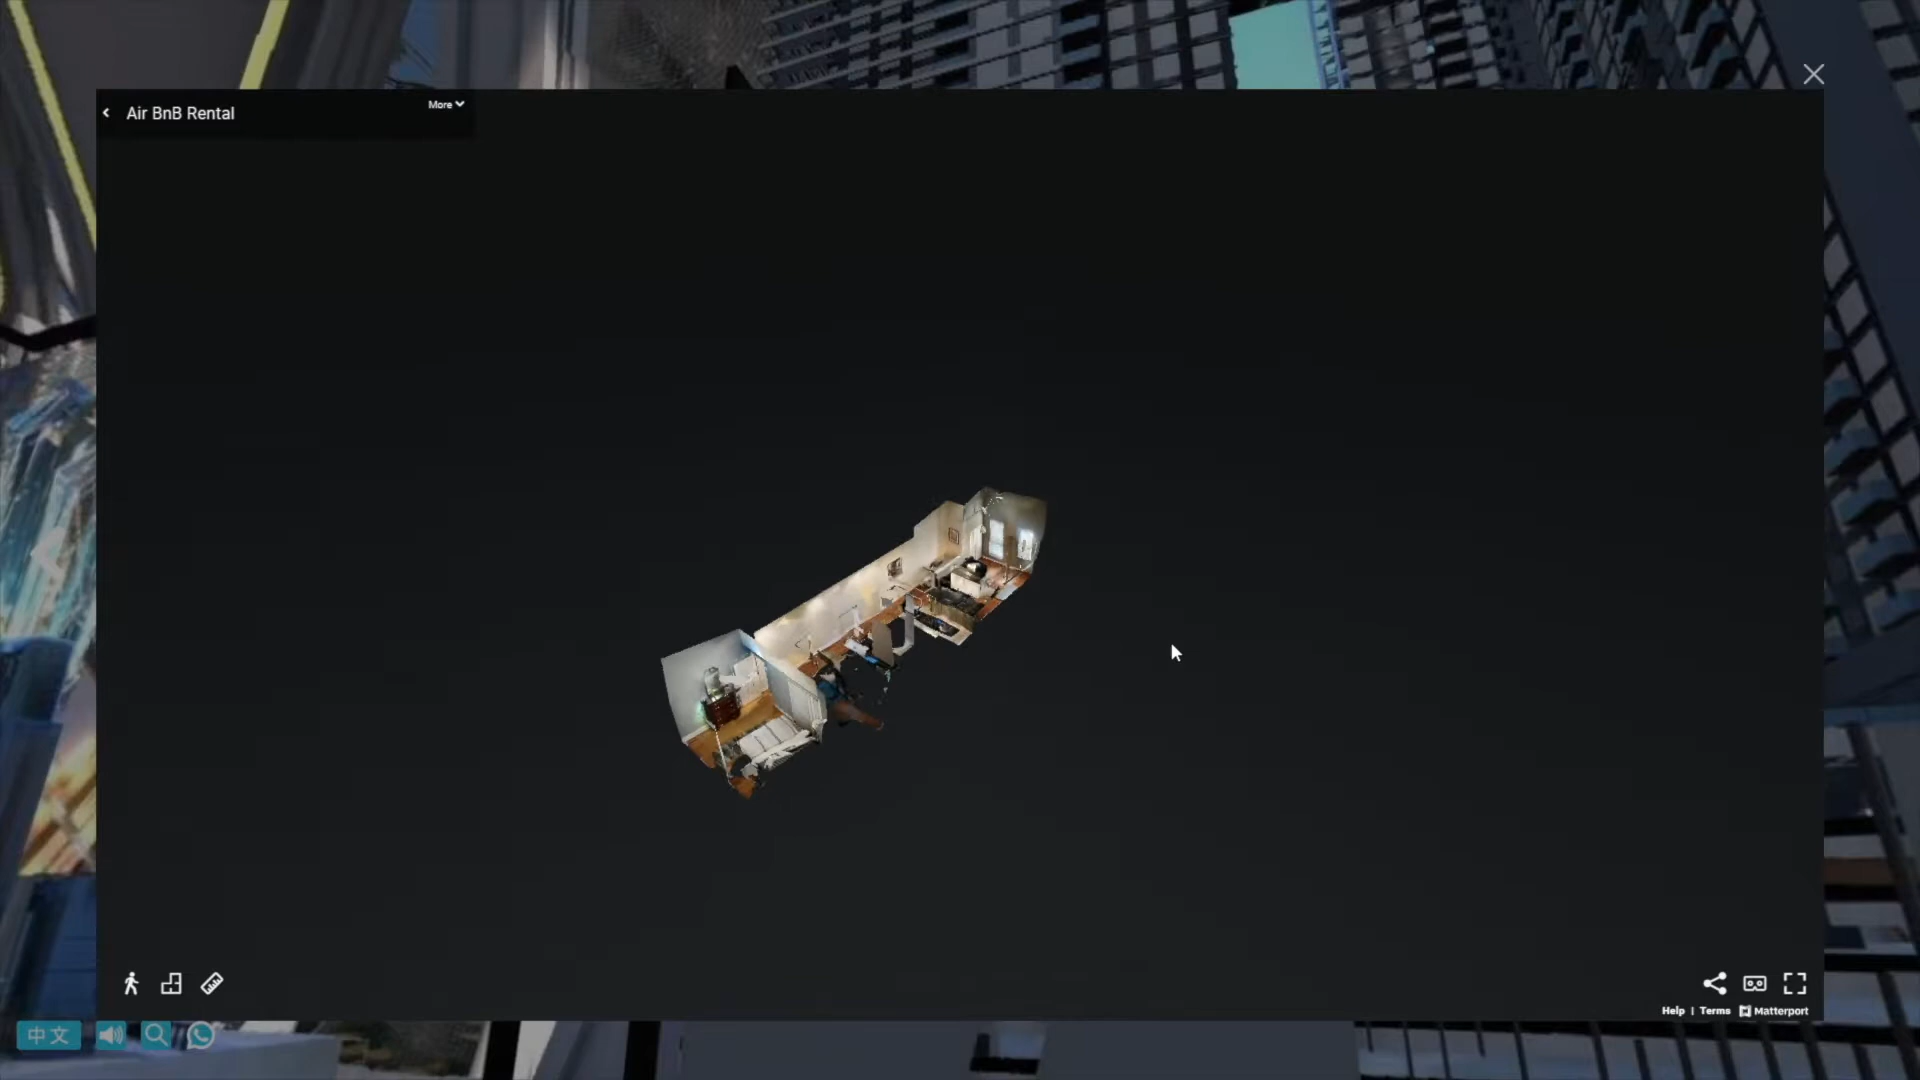 Air BnB Rental
More
Help | Terms Matterport
中文